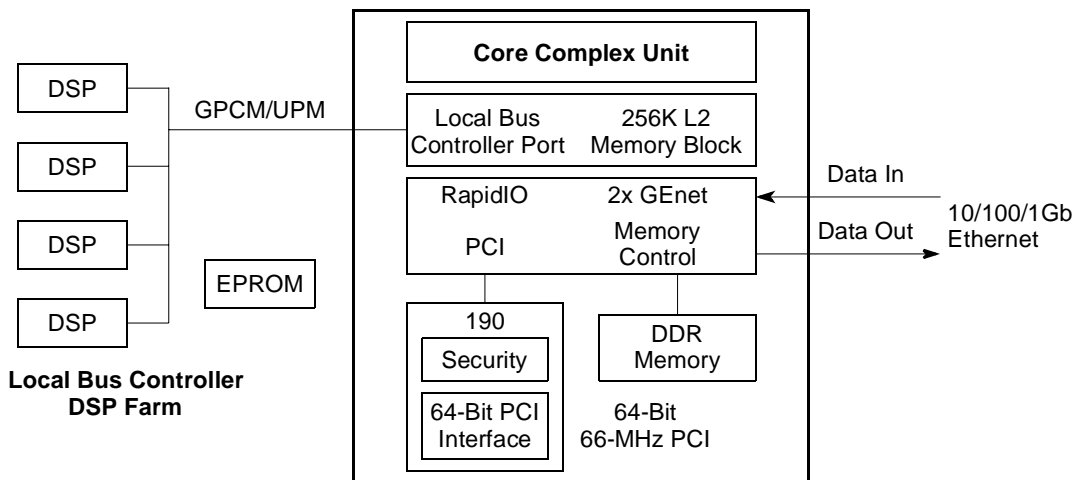 Core Complex Unit
DSP
DSP
DSP
DSP
GPCM/UPM
EPROM
Local Bus Controller
DSP Farm
Local Bus
Controller Port
256K L2
Memory Block
RapidIO
2x GEnet
PCI
Memory
Control
Data In
Data Out
10/100/1Gb
Ethernet
190
Security
64-Bit PCI
Interface
DDR
Memory
64-Bit
66-MHz PCI